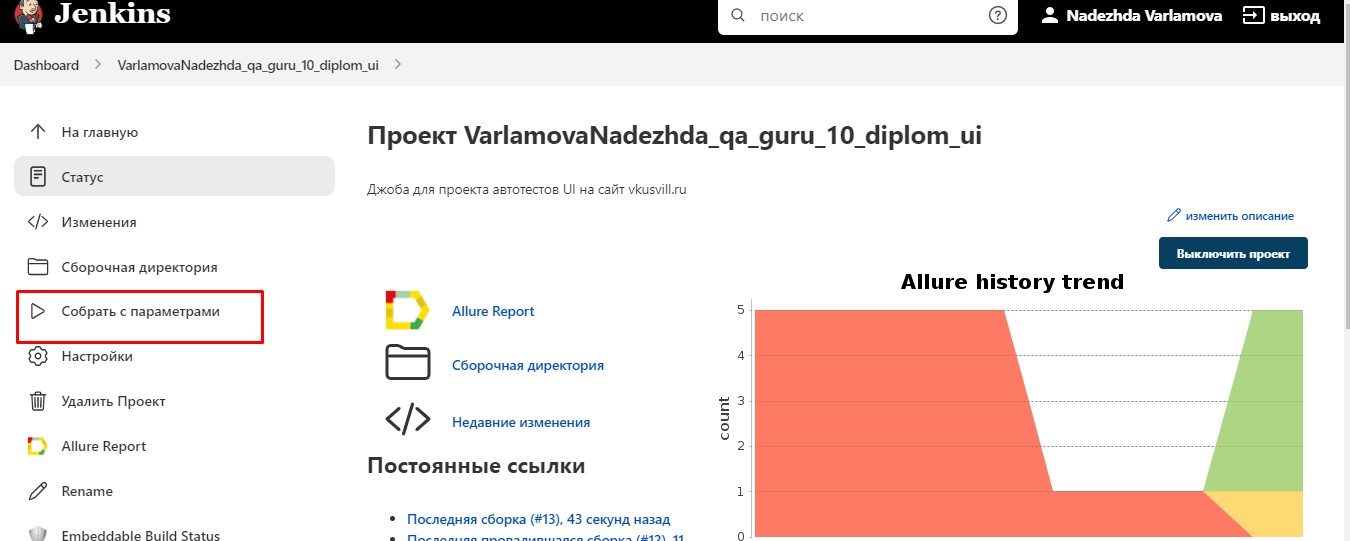 Jenkins
поиск
Nadezhda Varlamova
выход
Dashboard
VarlamovaNadezhda_qa_guru_10_diplom_ui
На главную
Статус
Изменения
Сборочная директория
Собрать с параметрами
Настройки
Удалить Проект
Allure Report
Rename
Embeddable Build Status
Проект VarlamovaNadezhda_qa_guru_10_diplom_ui
Джоба для проекта автотестов UI на сайт vkusvill.ru
изменить описание
Выключить проект
Allure Report
Сборочная директория
Недавние изменения
Постоянные ссылки
Последняя сборка (#13), 43 секунд назад
Последняя провалившаяся сборка (#12), 11
Allure history trend
count
5
4
3
2
1
0